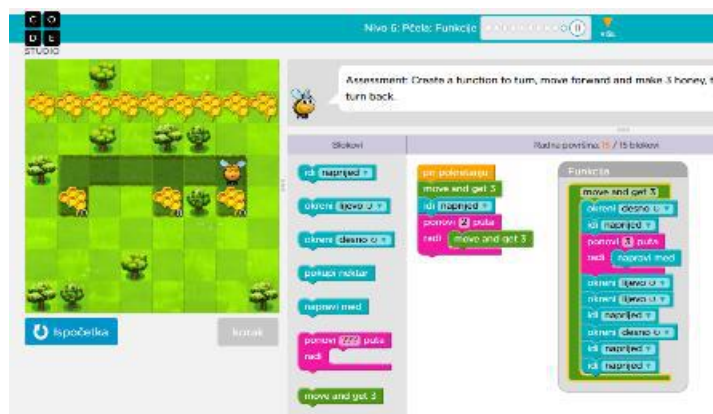 C O
D E
STUDIO
Nivo 6: Pčela: Funkcije
11
Assessment: Create a function to turn, move forward and make 3 honey, t
turn back.
Blokovi
Radna površina: 15 / 15 blokovi
idi naprijed
okreni lijevo
okreni desno
pokupi nektar
napravi med
ponovi ??? puta
radi
move and get 3
pri pokretanju
move and get 3
idi naprijed
ponovi 2 puta
radi move and get 3
Funkcija
move and get 3
okreni desno
idi naprijed
ponovi 3 puta
radi napravi med
okreni lijevo
okreni lijevo
idi naprijed
okreni desno
idi naprijed
idi naprijed
Ispočetka
korak